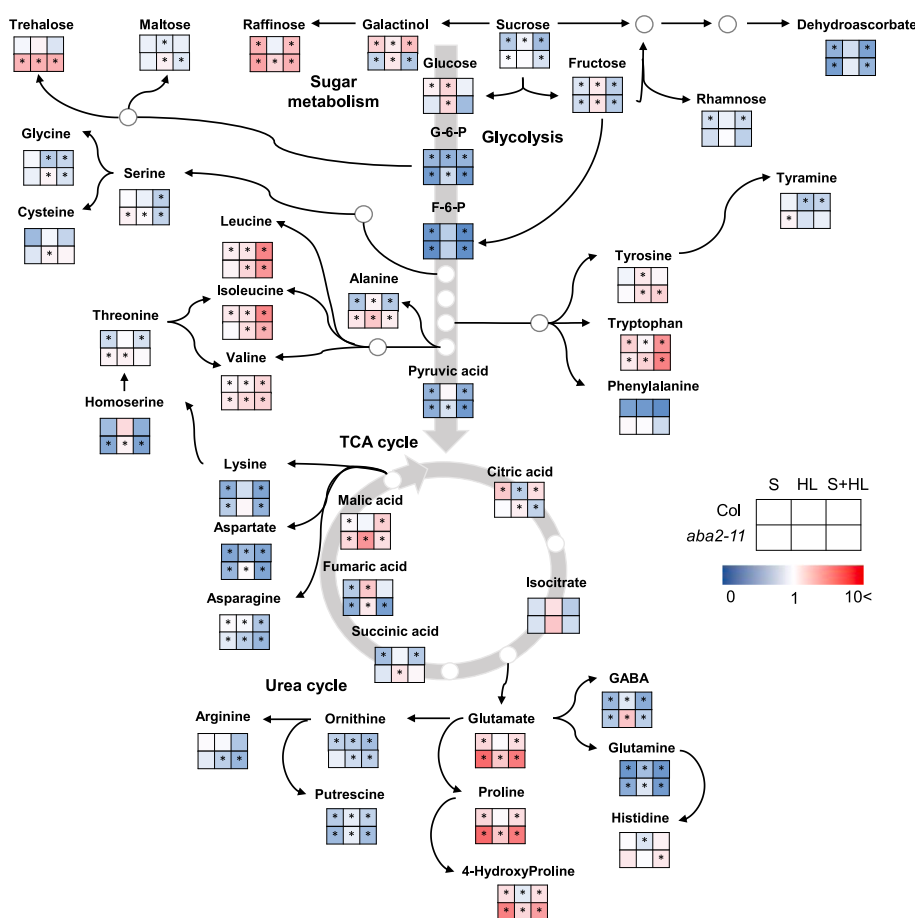 Trehalose
Maltose
Raffinose
Galactinol
Sucrose
Dehydroascorbate
Sugar metabolism
Glucose
Fructose
Rhamnose
Glycine
G-6-P
Glycolysis
Serine
Tyramine
Cysteine
Leucine
F-6-P
Tyrosine
Isoleucine
Alanine
Threonine
Tryptophan
Valine
Pyruvic acid
Phenylalanine
Homoserine
TCA cycle
Lysine
Citric acid
S HL S+HL
Col
aba2-11
Malic acid
Aspartate
Fumaric acid
0 1 10<
Isocitrate
Asparagine
Succinic acid
Urea cycle
GABA
Arginine
Ornithine
Glutamate
Glutamine
Putrescine
Proline
Histidine
4-HydroxyProline